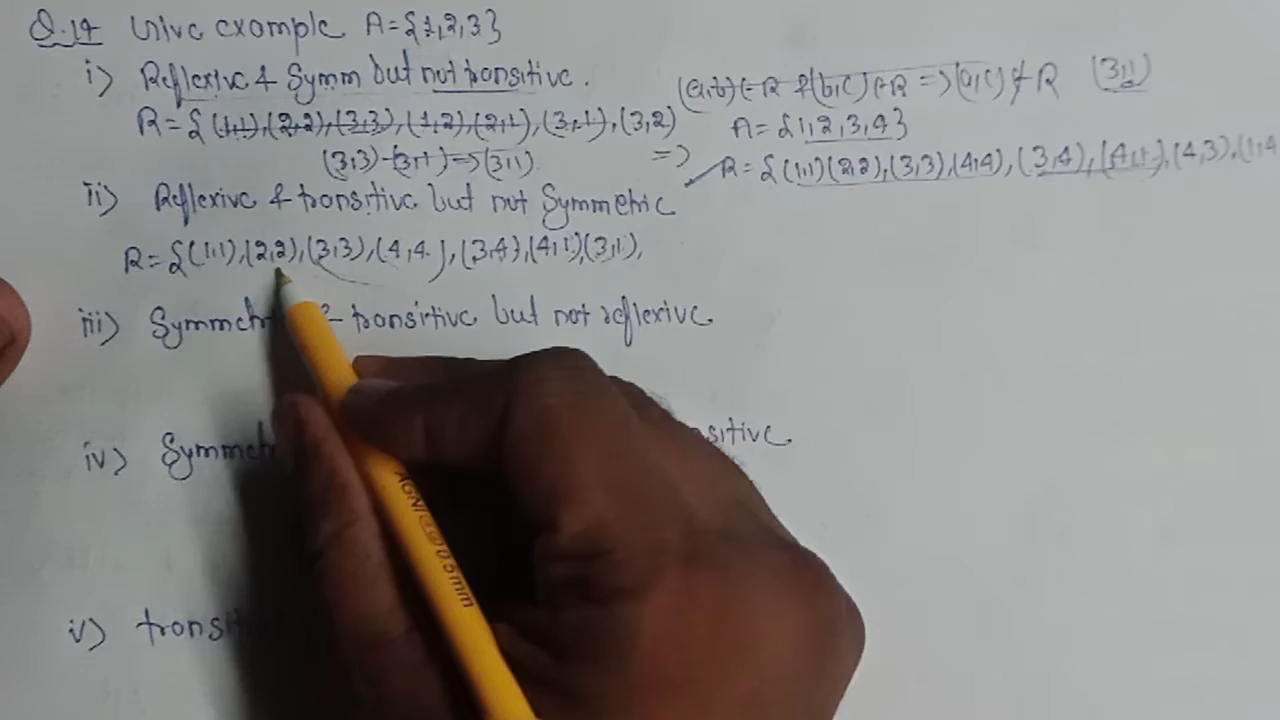 Q.14 Give example A={1,2,3}
i) Reflexive & Symm but not transitive.
R={(1,1),(2,2),(3,3),(1,2),(2,1),(3,1),(3,2)
(3,3)-(3,1)=>(3,1)
(a,b)∈R &(b,c)∈R =>(a,c)∉R (3,1)
A={1,2,3,4}
=> R={(1,1)(2,2),(3,3),(4,4),(3,4),(4,1),(4,3),(1,4
ii) Reflexive & transitive but not Symmetric
R={(1,1),(2,2),(3,3),(4,4),(3,4),(4,1)(3,1),
iii) transitive but not reflexive
iv)
v)
AGNI 0.5mm